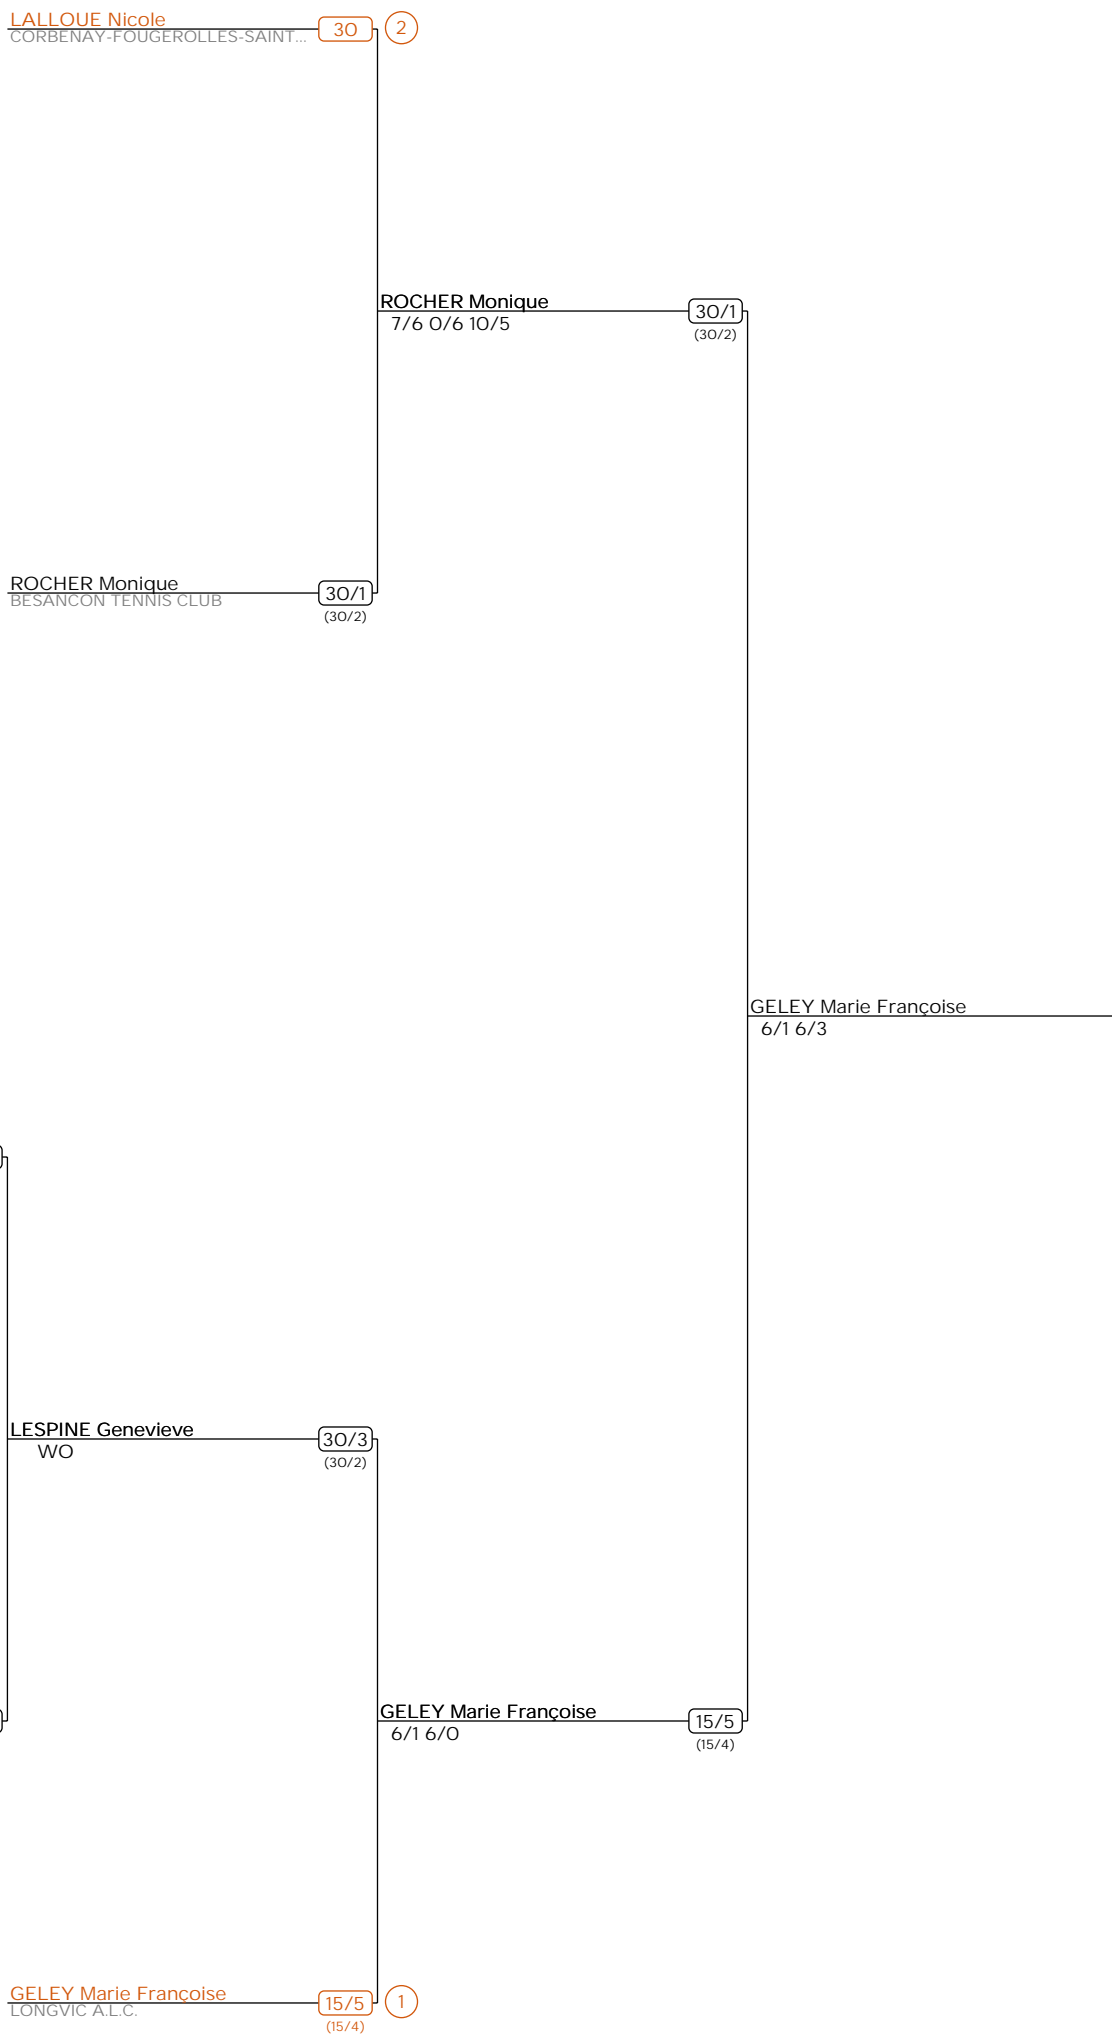 LALLOUE Nicole
CORBENAY-FOUGEROLLES-SAINT...
30
2
ROCHER Monique
7/6 0/6 10/5
30/1
(30/2)
ROCHER Monique
BESANCON TENNIS CLUB
30/1
(30/2)
GELEY Marie Françoise
6/1 6/3
LESPINE Genevieve
WO
30/3
(30/2)
GELEY Marie Françoise
6/1 6/0
15/5
(15/4)
GELEY Marie Françoise
LONGVIC A.L.C.
15/5
(15/4)
1